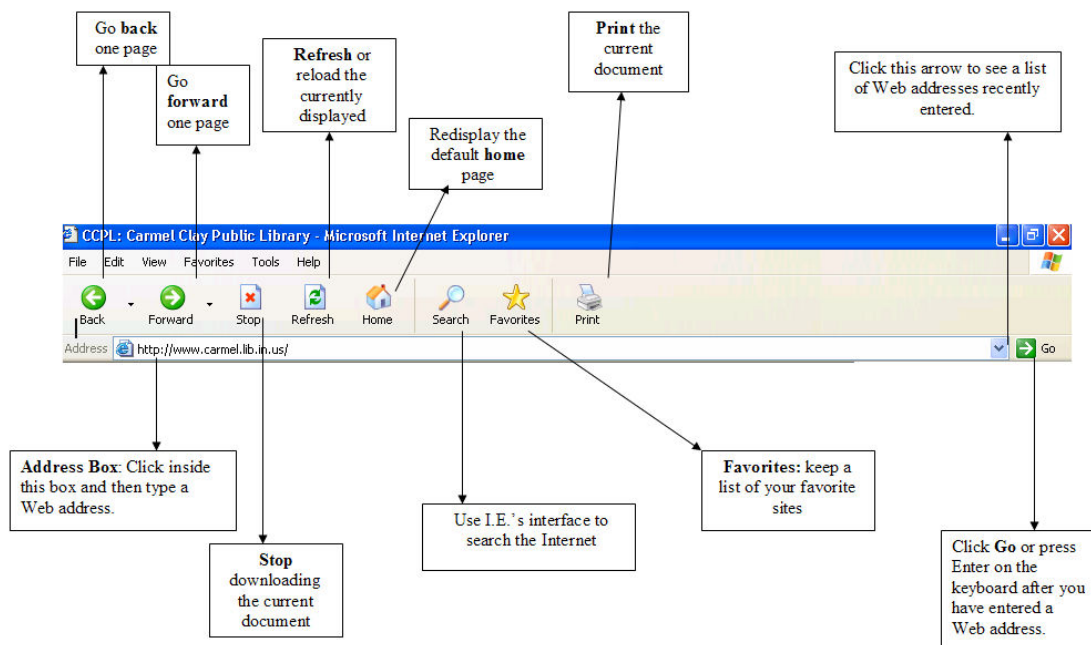 Go back
one page
Go
forward
one page
Refresh or
reload the
currently
displayed
Redisplay the
default home
page
Print the
current
document
Click this arrow to see a list
of Web addresses recently
entered.
CCPL: Carmel Clay Public Library - Microsoft Internet Explorer
File Edit View Favorites Tools Help
Back Forward Stop Refresh Home Search Favorites Print
Address http://www.carmel.lib.in.us/ Go
Address Box: Click inside
this box and then type a
Web address.
Stop
downloading
the current
document
Use I.E.'s interface to
search the Internet
Favorites: keep a
list of your favorite
sites
Click Go or press
Enter on the
keyboard after you
have entered a
Web address.